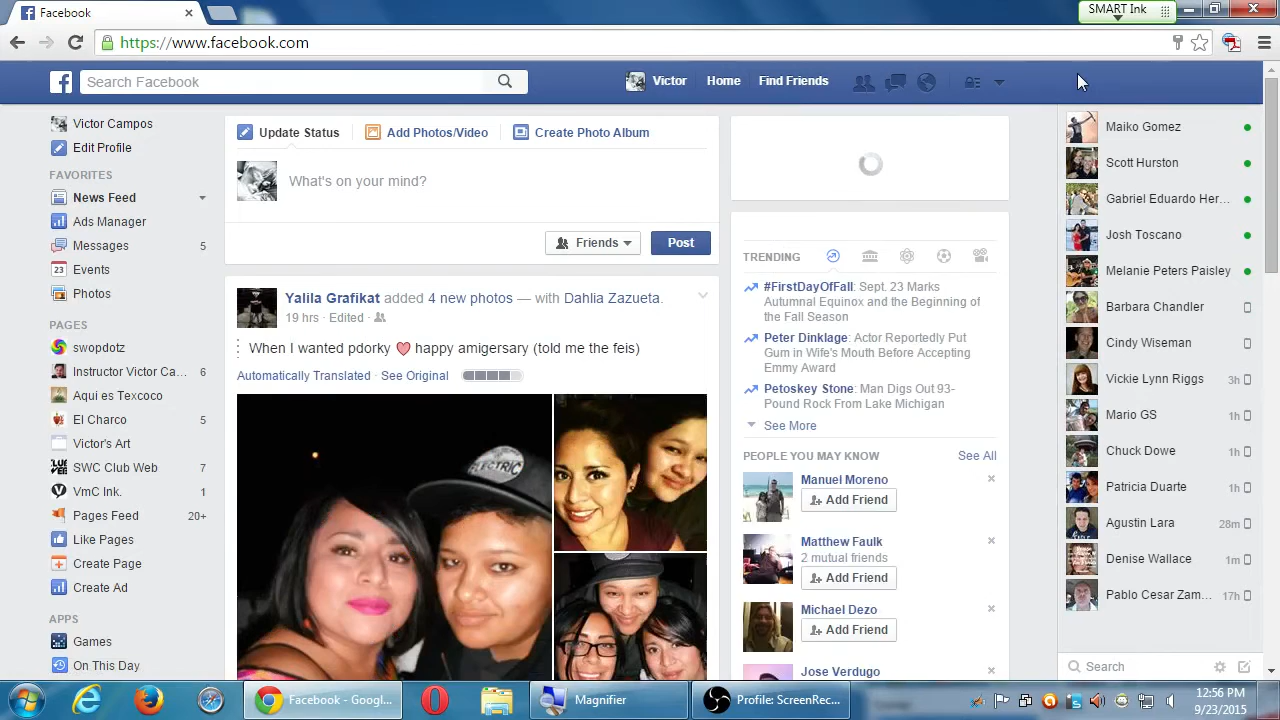 Facebook
SMART Ink
https://www.facebook.com
Search Facebook
Victor
Home
Find Friends
Victor Campos
Edit Profile
FAVORITES
News Feed
Ads Manager
Messages 5
Events
Photos
PAGES
swopdotz
Instructor Victor Ca... 6
Aqui es Texcoco
El Charco 5
Victor's Art
SWC Club Web 7
VmC Ink. 1
Pages Feed 20+
Like Pages
Create Page
Create Ad
APPS
Games
On This Day
Update Status
Add Photos/Video
Create Photo Album
What's on your mind?
Friends
Post
Yalila Grafikat added 4 new photos — with Dahlia Zazueta.
19 hrs · Edited ·
When I wanted pdorky happy amigersary (told me the feis)
Automatically Translated · See Original
ELECTRIC
TRENDING
#FirstDayOfFall: Sept. 23 Marks
Autumnal Equinox and the Beginning of
the Fall Season
Peter Dinklage: Actor Reportedly Put
Gum in Wife's Mouth Before Accepting
Emmy Award
Petoskey Stone: Man Digs Out 93-
Pound Rock From Lake Michigan
See More
PEOPLE YOU MAY KNOW
See All
Manuel Moreno
Add Friend
Matthew Faulk
2 mutual friends
Add Friend
Michael Dezo
Add Friend
Jose Verdugo
Maiko Gomez
Scott Hurston
Gabriel Eduardo Her...
Josh Toscano
Melanie Peters Paisley
Barbara Chandler
Cindy Wiseman
Vickie Lynn Riggs 3h
Mario GS 1h
Chuck Dowe 1h
Patricia Duarte 1h
Agustin Lara 28m
Denise Wallace 1m
Pablo Cesar Zam... 17h
Search
Facebook - Googl...
Magnifier
Profile: ScreenRec...
12:56 PM
9/23/2015